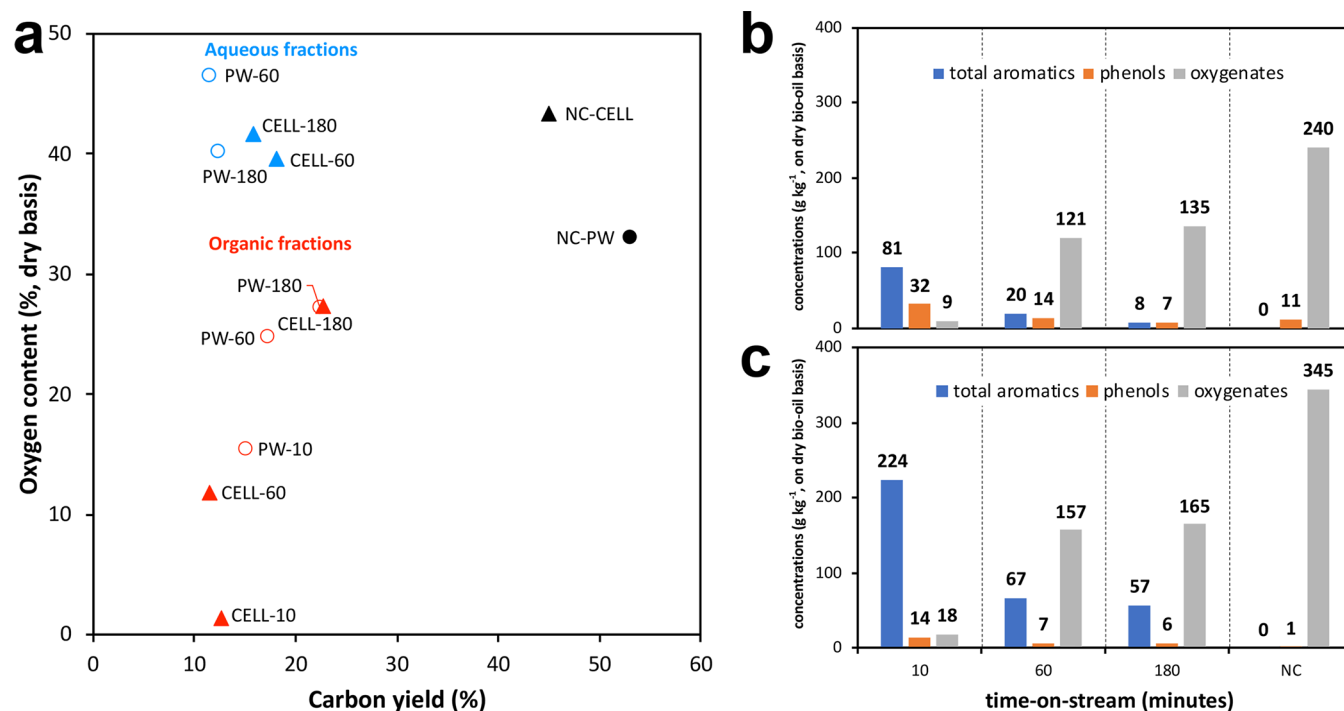 a
50
40
30
20
10
0
Oxygen content (%, dry basis)
Aqueous fractions
PW-60
CELL-180
CELL-60
PW-180
NC-CELL
NC-PW
Organic fractions
PW-180
CELL-180
PW-60
PW-10
CELL-60
CELL-10
0 10 20 30 40 50 60
Carbon yield (%)
b
400
300
200
100
0
concentrations (g kg⁻¹, on dry bio-oil basis)
total aromatics phenols oxygenates
81 32 9
20 14 121
8 7 135
0 11 240
c
400
300
200
100
0
concentrations (g kg⁻¹, on dry bio-oil basis)
total aromatics phenols oxygenates
224 14 18
67 7 157
57 6 165
0 1 345
10 60 180 NC
time-on-stream (minutes)